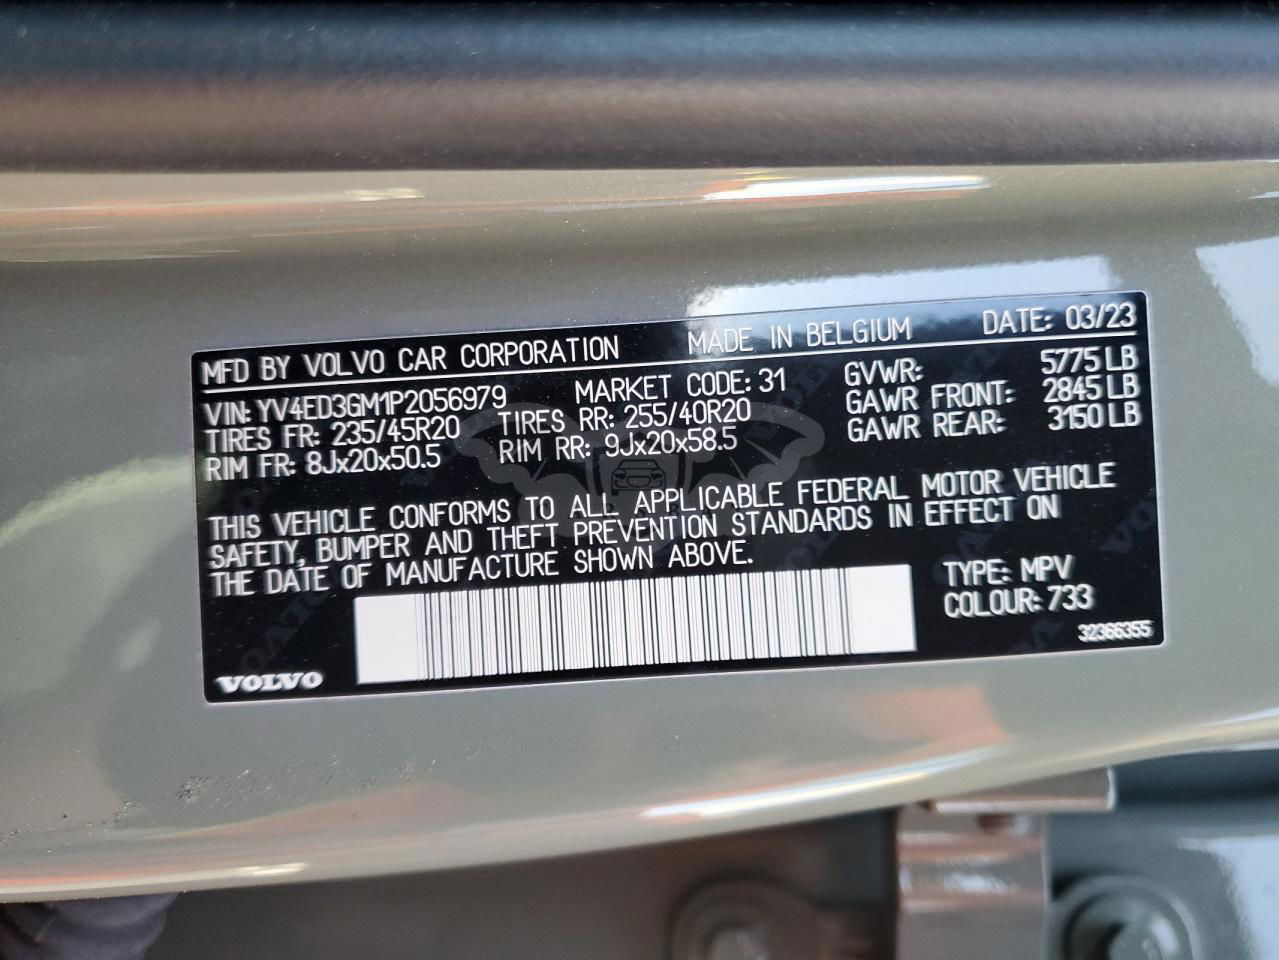 MFD BY VOLVO CAR CORPORATION MADE IN BELGIUM DATE: 03/23
VIN: YV4ED3GM1P2056979 MARKET CODE: 31 GVWR: 5775 LB
TIRES FR: 235/45R20 TIRES RR: 255/40R20 GAWR FRONT: 2845 LB
RIM FR: 8Jx20x50.5 RIM RR: 9Jx20x58.5 GAWR REAR: 3150 LB
THIS VEHICLE CONFORMS TO ALL APPLICABLE FEDERAL MOTOR VEHICLE
SAFETY, BUMPER AND THEFT PREVENTION STANDARDS IN EFFECT ON
THE DATE OF MANUFACTURE SHOWN ABOVE.
TYPE: MPV
COLOUR: 733
32366355
VOLVO